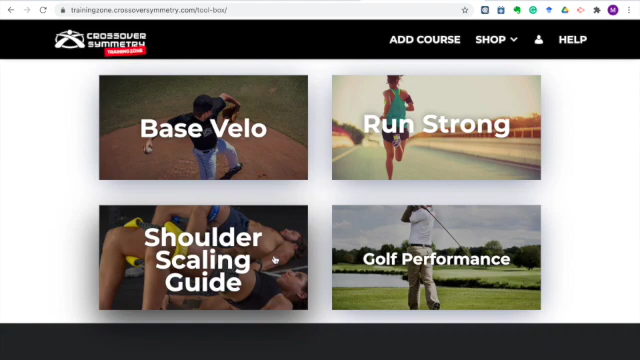 trainingzone.crossoversymmetry.com/tool-box/
M
CROSSOVER
SYMMETRY
TRAINING ZONE
ADD COURSE
SHOP
HELP
Base Velo
Run Strong
Shoulder
Scaling
Guide
Golf Performance